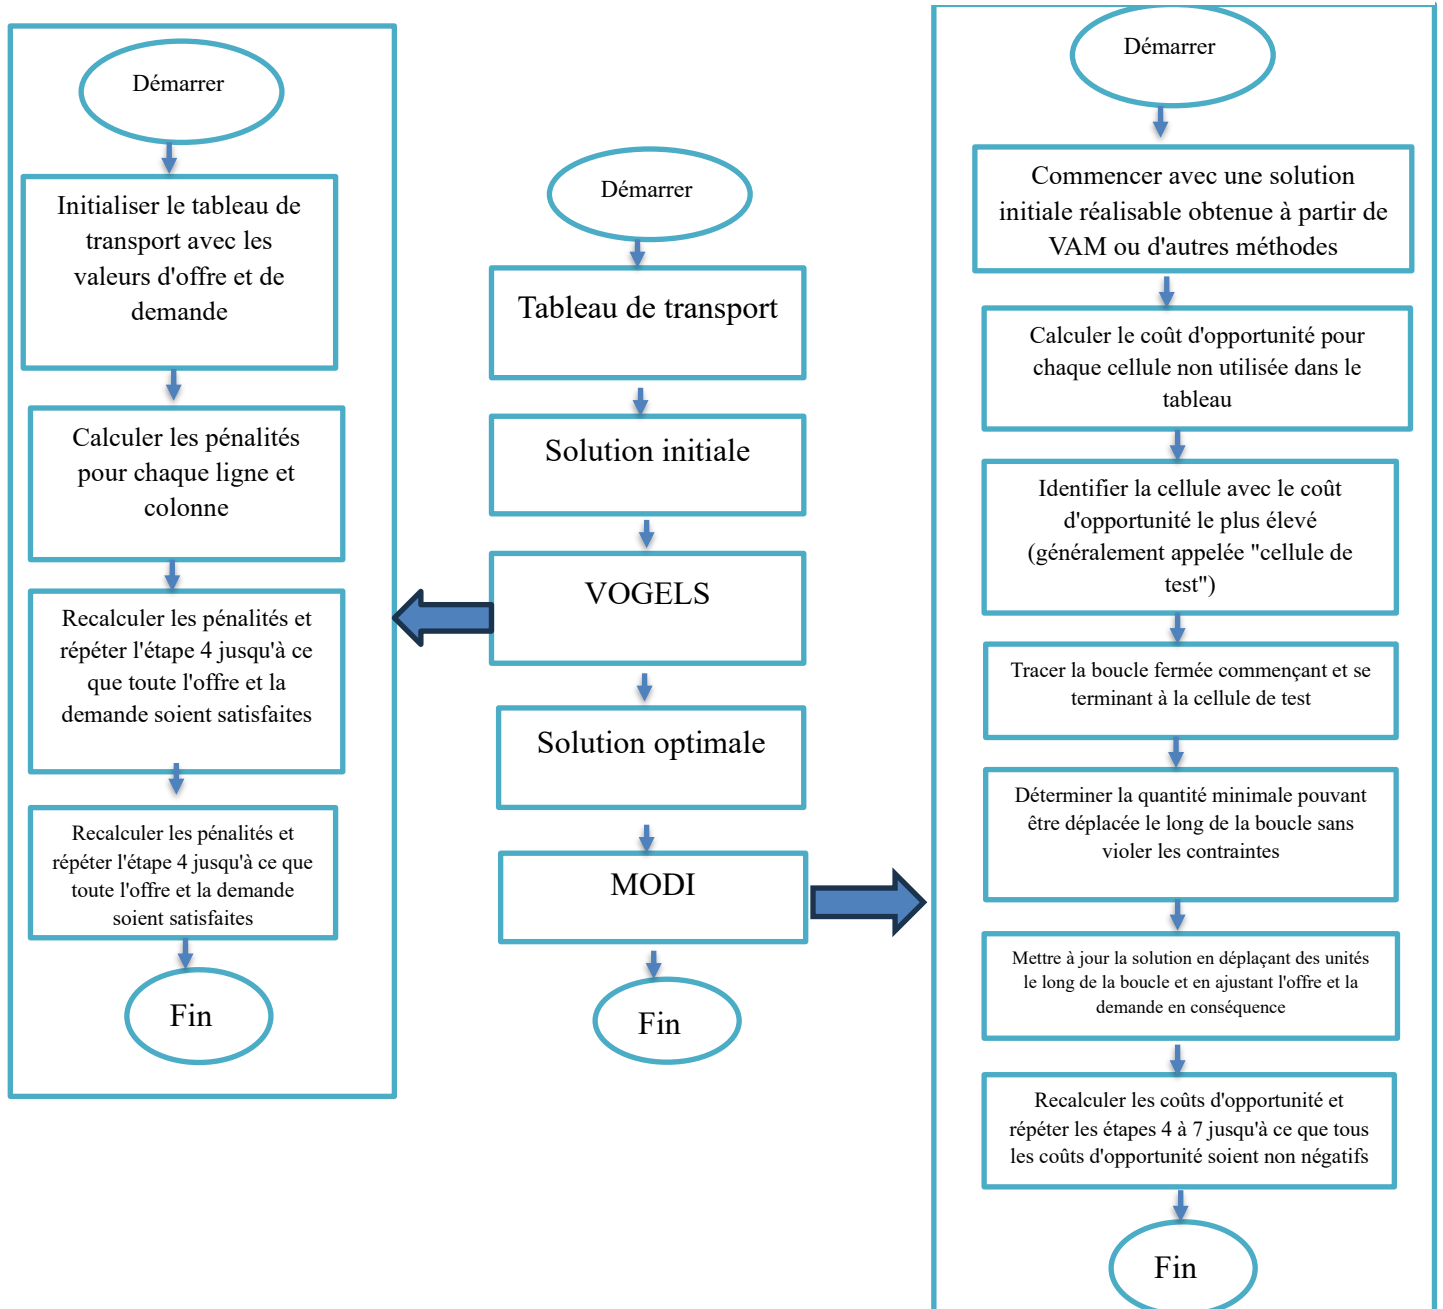 Démarrer
Initialiser le tableau de
transport avec les
valeurs d'offre et de
demande
Calculer les pénalités
pour chaque ligne et
colonne
Recalculer les pénalités et
répéter l'étape 4 jusqu'à ce
que toute l'offre et la
demande soient satisfaites
Recalculer les pénalités et
répéter l'étape 4 jusqu'à ce que
toute l'offre et la demande
soient satisfaites
Fin
Démarrer
Tableau de transport
Solution initiale
VOGELS
Solution optimale
MODI
Fin
Démarrer
Commencer avec une solution
initiale réalisable obtenue à partir de
VAM ou d'autres méthodes
Calculer le coût d'opportunité pour
chaque cellule non utilisée dans le
tableau
Identifier la cellule avec le coût
d'opportunité le plus élevé
(généralement appelée "cellule de
test")
Tracer la boucle fermée commençant et se
terminant à la cellule de test
Déterminer la quantité minimale pouvant
être déplacée le long de la boucle sans
violer les contraintes
Mettre à jour la solution en déplaçant des unités
le long de la boucle et en ajustant l'offre et la
demande en conséquence
Recalculer les coûts d'opportunité et
répéter les étapes 4 à 7 jusqu'à ce que tous
les coûts d'opportunité soient non négatifs
Fin